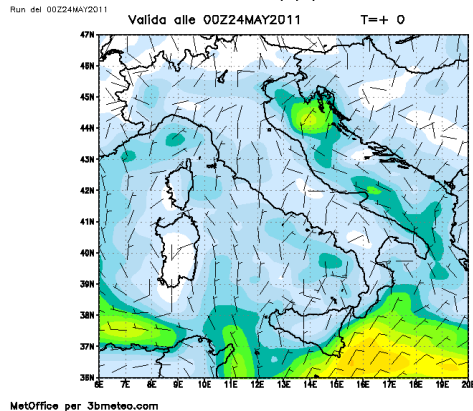 Run del 00Z24MAY2011
Valida alle 00Z24MAY2011 T=+ 0
47N
46N
45N
44N
43N
42N
41N
40N
39N
38N
37N
36N
6E 7E 8E 9E 10E 11E 12E 13E 14E 15E 16E 17E 18E 19E 20E
MetOffice per 3bmeteo.com